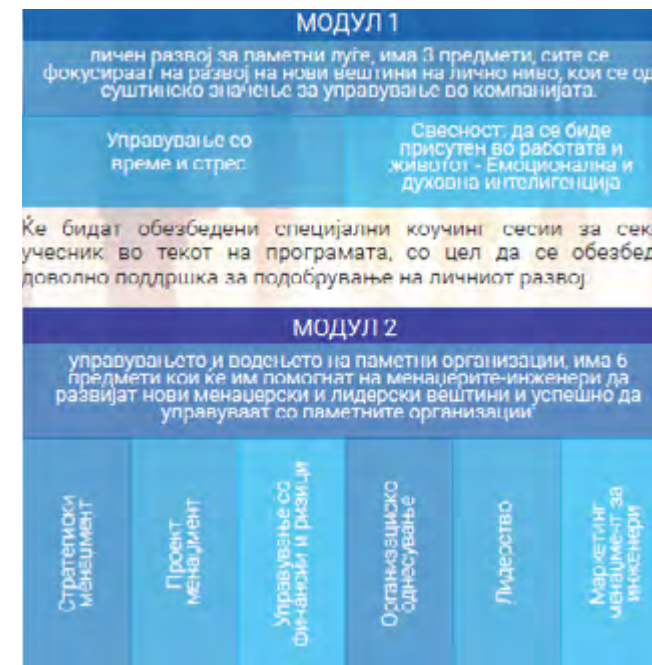 МОДУЛ 1
личен развој за паметни луѓе, има 3 предмети, сите се
фокусираат на развој на нови вештини на лично ниво, кои се од
суштинско значење за управување во компанијата.
Управување со
време и стрес
Свесност: да се биде
присутен во работата и
животот - Емоционална и
духовна интелигенција
Ќе бидат обезбедени специјални коучинг сесии за сек
учесник во текот на програмата, со цел да се обезбед
доволно поддршка за подобрување на личниот развој
МОДУЛ 2
управувањето и водењето на паметни организации, има 6
предмети кои ќе им помогнат на менаџерите-инженери да
развијат нови менаџерски и лидерски вештини и успешно да
управуваат со паметните организации
Стратегиски
менаџмент
Проект
менаџмент
Управување со
финансии и ризици
Организациско
однесување
Лидерство
Маркетинг
менаџмент за
инженери